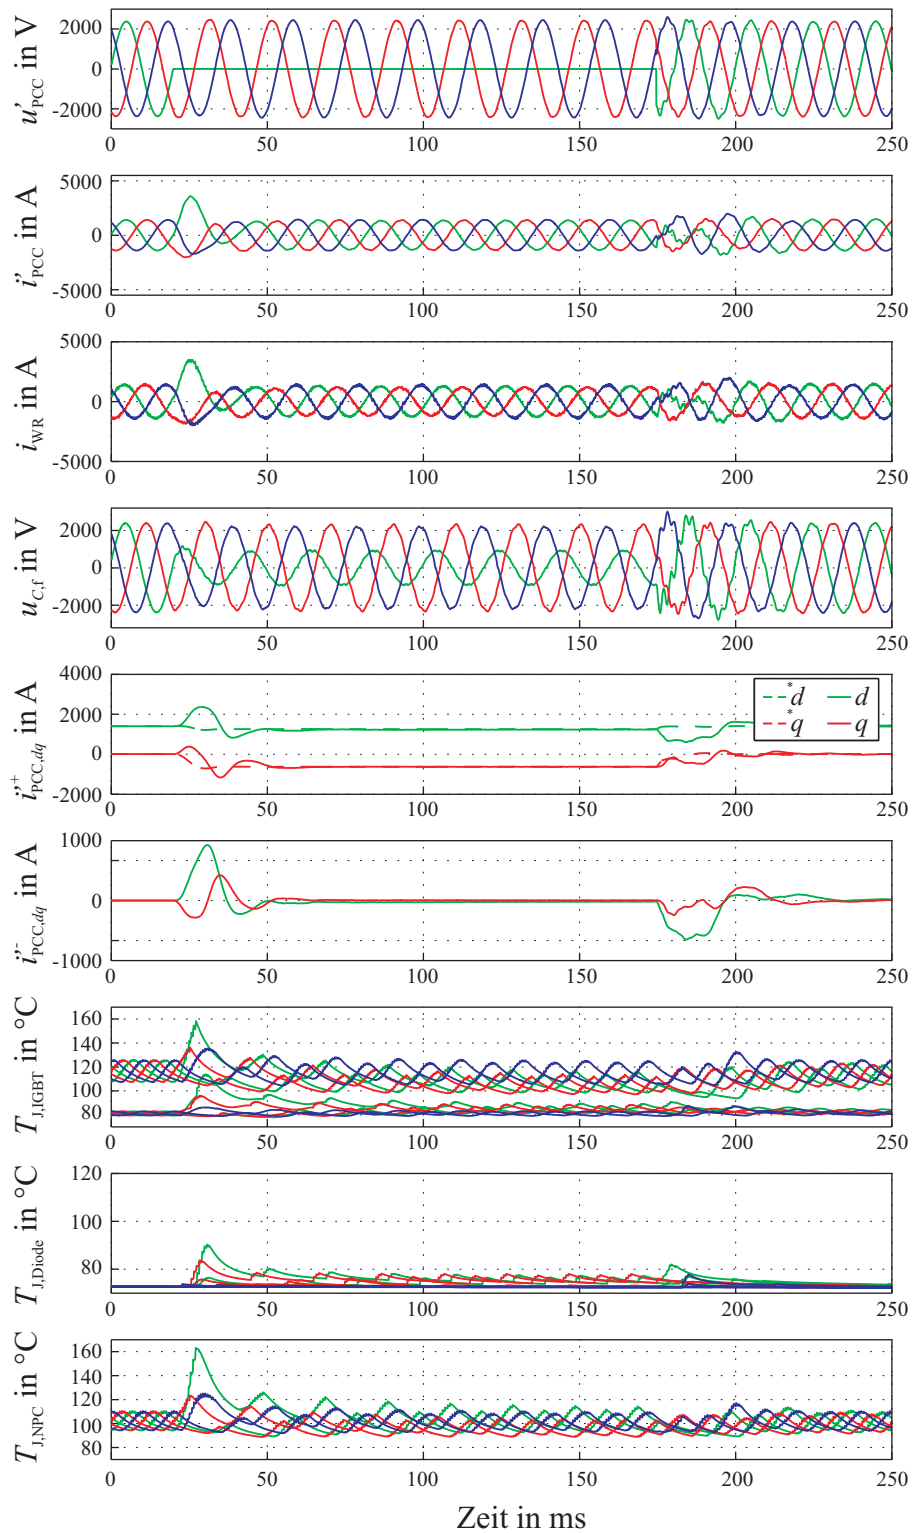 u'PCC in V
2000
0
-2000
0 50 100 150 200 250
i''PCC in A
5000
0
-5000
0 50 100 150 200 250
iWR in A
5000
0
-5000
0 50 100 150 200 250
uC,f in V
2000
0
-2000
0 50 100 150 200 250
i''+PCC,dq in A
4000
2000
0
-2000
*d d
*q q
0 50 100 150 200 250
i''-PCC,dq in A
1000
0
-1000
0 50 100 150 200 250
TJ,IGBT in °C
160
140
120
100
80
0 50 100 150 200 250
TJ,Diode in °C
120
100
80
0 50 100 150 200 250
TJ,NPC in °C
160
140
120
100
80
0 50 100 150 200 250
Zeit in ms